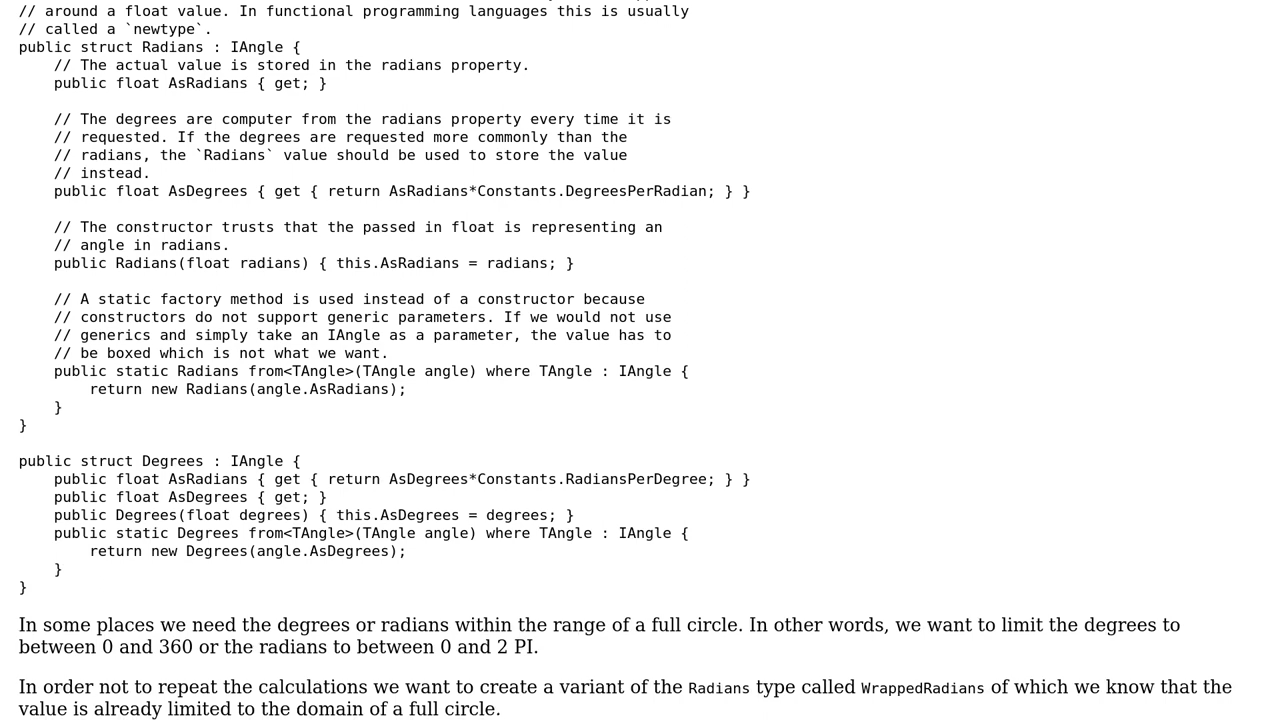 // around a float value. In functional programming languages this is usually
// called a `newtype`.
public struct Radians : IAngle {
    // The actual value is stored in the radians property.
    public float AsRadians { get; }

    // The degrees are computer from the radians property every time it is
    // requested. If the degrees are requested more commonly than the
    // radians, the `Radians` value should be used to store the value
    // instead.
    public float AsDegrees { get { return AsRadians*Constants.DegreesPerRadian; } }

    // The constructor trusts that the passed in float is representing an
    // angle in radians.
    public Radians(float radians) { this.AsRadians = radians; }

    // A static factory method is used instead of a constructor because
    // constructors do not support generic parameters. If we would not use
    // generics and simply take an IAngle as a parameter, the value has to
    // be boxed which is not what we want.
    public static Radians from<TAngle>(TAngle angle) where TAngle : IAngle {
        return new Radians(angle.AsRadians);
    }
}

public struct Degrees : IAngle {
    public float AsRadians { get { return AsDegrees*Constants.RadiansPerDegree; } }
    public float AsDegrees { get; }
    public Degrees(float degrees) { this.AsDegrees = degrees; }
    public static Degrees from<TAngle>(TAngle angle) where TAngle : IAngle {
        return new Degrees(angle.AsDegrees);
    }
}

In some places we need the degrees or radians within the range of a full circle. In other words, we want to limit the degrees to
between 0 and 360 or the radians to between 0 and 2 PI.

In order not to repeat the calculations we want to create a variant of the Radians type called WrappedRadians of which we know that the
value is already limited to the domain of a full circle.